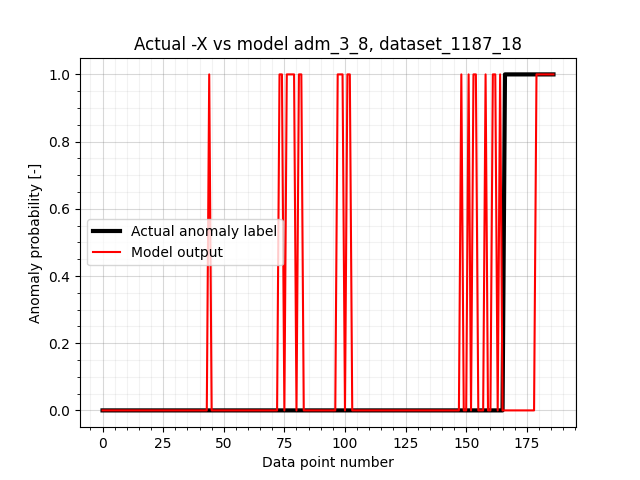 Actual -X vs model adm_3_8, dataset_1187_18
Anomaly probability [-]
1.0
0.8
0.6
0.4
0.2
0.0
Actual anomaly label
Model output
0 25 50 75 100 125 150 175
Data point number